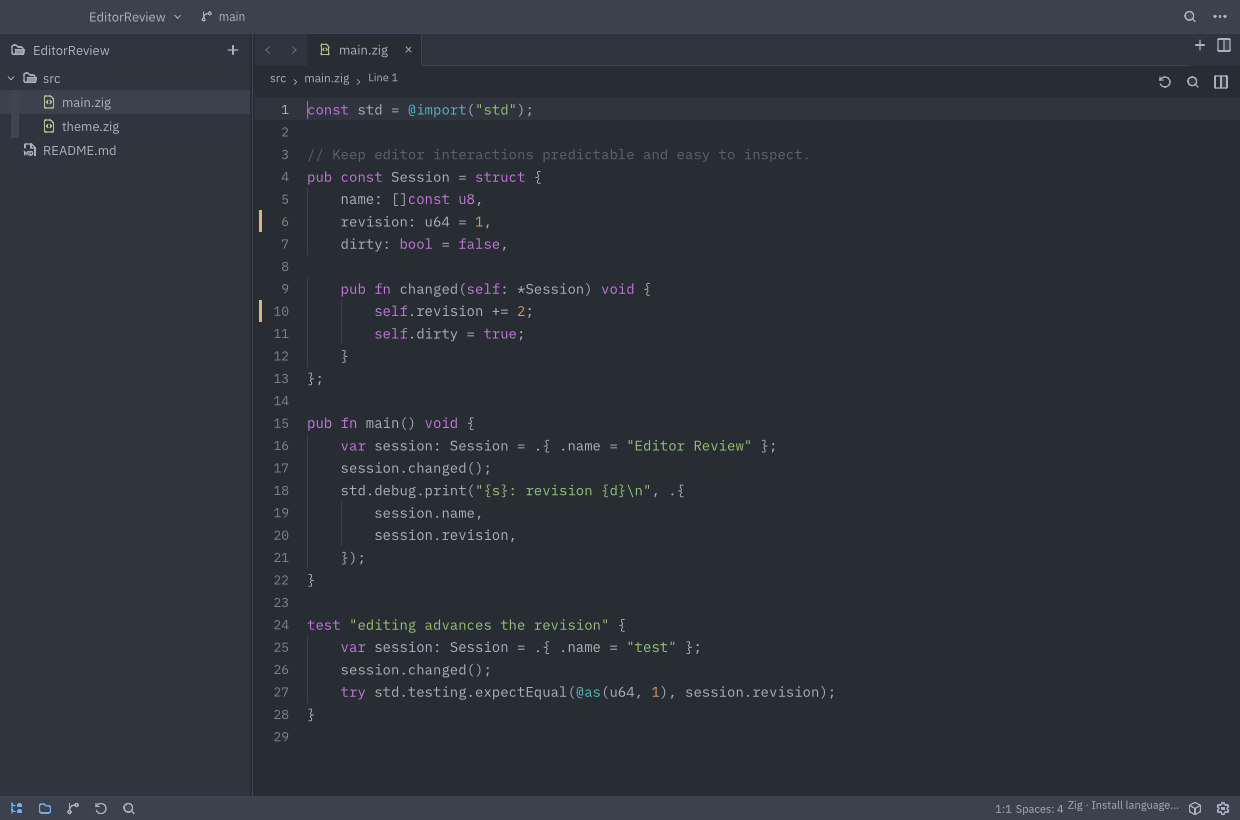 EditorReview main
EditorReview
src
main.zig
theme.zig
README.md
main.zig
src main.zig Line 1
1 const std = @import("std");
2
3 // Keep editor interactions predictable and easy to inspect.
4 pub const Session = struct {
5     name: []const u8,
6     revision: u64 = 1,
7     dirty: bool = false,
8
9     pub fn changed(self: *Session) void {
10         self.revision += 2;
11         self.dirty = true;
12     }
13 };
14
15 pub fn main() void {
16     var session: Session = .{ .name = "Editor Review" };
17     session.changed();
18     std.debug.print("{s}: revision {d}\n", .{
19         session.name,
20         session.revision,
21     });
22 }
23
24 test "editing advances the revision" {
25     var session: Session = .{ .name = "test" };
26     session.changed();
27     try std.testing.expectEqual(@as(u64, 1), session.revision);
28 }
29
1:1 Spaces: 4 Zig · Install language...